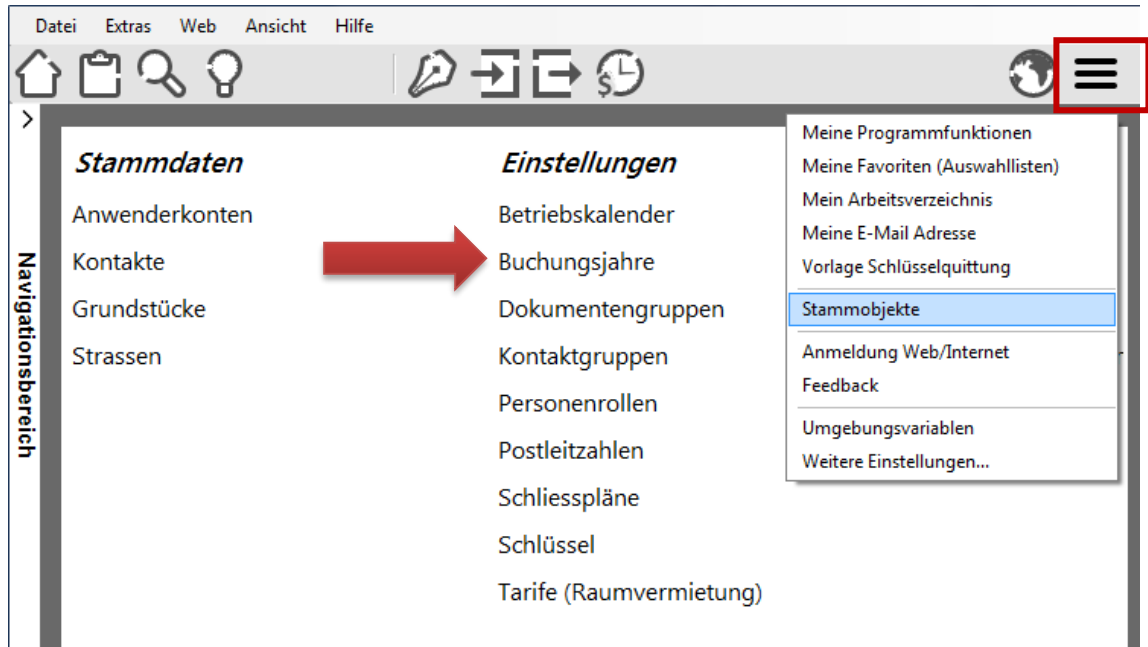 Datei Extras Web Ansicht Hilfe
Navigationsbereich
Stammdaten
Anwenderkonten
Kontakte
Grundstücke
Strassen
Einstellungen
Betriebskalender
Buchungsjahre
Dokumentengruppen
Kontaktgruppen
Personenrollen
Postleitzahlen
Schliesspläne
Schlüssel
Tarife (Raumvermietung)
Meine Programmfunktionen
Meine Favoriten (Auswahllisten)
Mein Arbeitsverzeichnis
Meine E-Mail Adresse
Vorlage Schlüsselquittung
Stammobjekte
Anmeldung Web/Internet
Feedback
Umgebungsvariablen
Weitere Einstellungen...